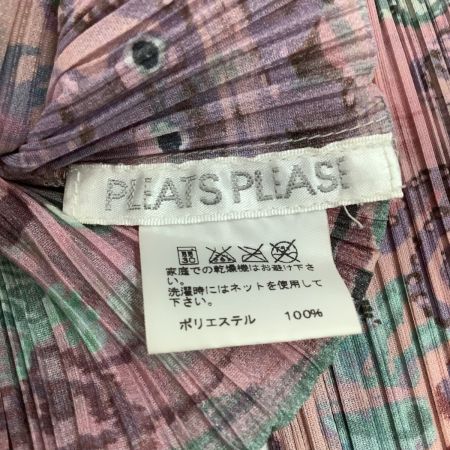 PLEATS PLEASE
家庭での乾燥機はお避け下さい。
洗濯時にはネットを使用して下さい。
ポリエステル 100%